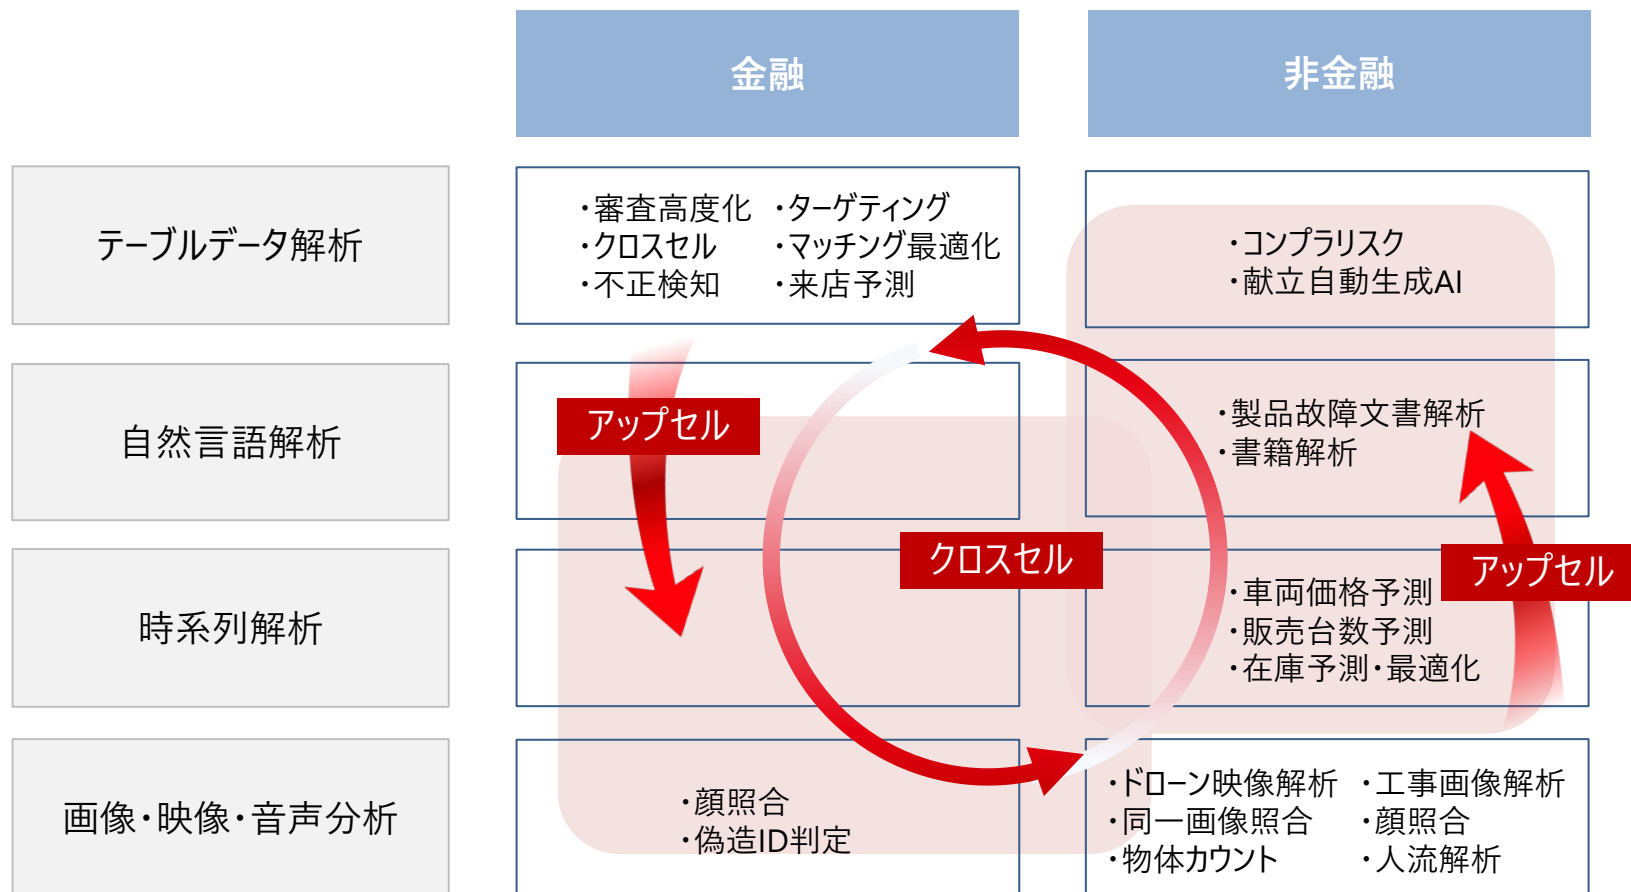 金融
非金融
テーブルデータ解析
・審査高度化 ・ターゲティング
・クロスセル ・マッチング最適化
・不正検知 ・来店予測
・コンプラリスク
・献立自動生成AI
自然言語解析
アップセル
・製品故障文書解析
・書籍解析
クロスセル
時系列解析
アップセル
・車両価格予測
・販売台数予測
・在庫予測・最適化
画像・映像・音声分析
・顔照合
・偽造ID判定
・ドローン映像解析 ・工事画像解析
・同一画像照合 ・顔照合
・物体カウント ・人流解析